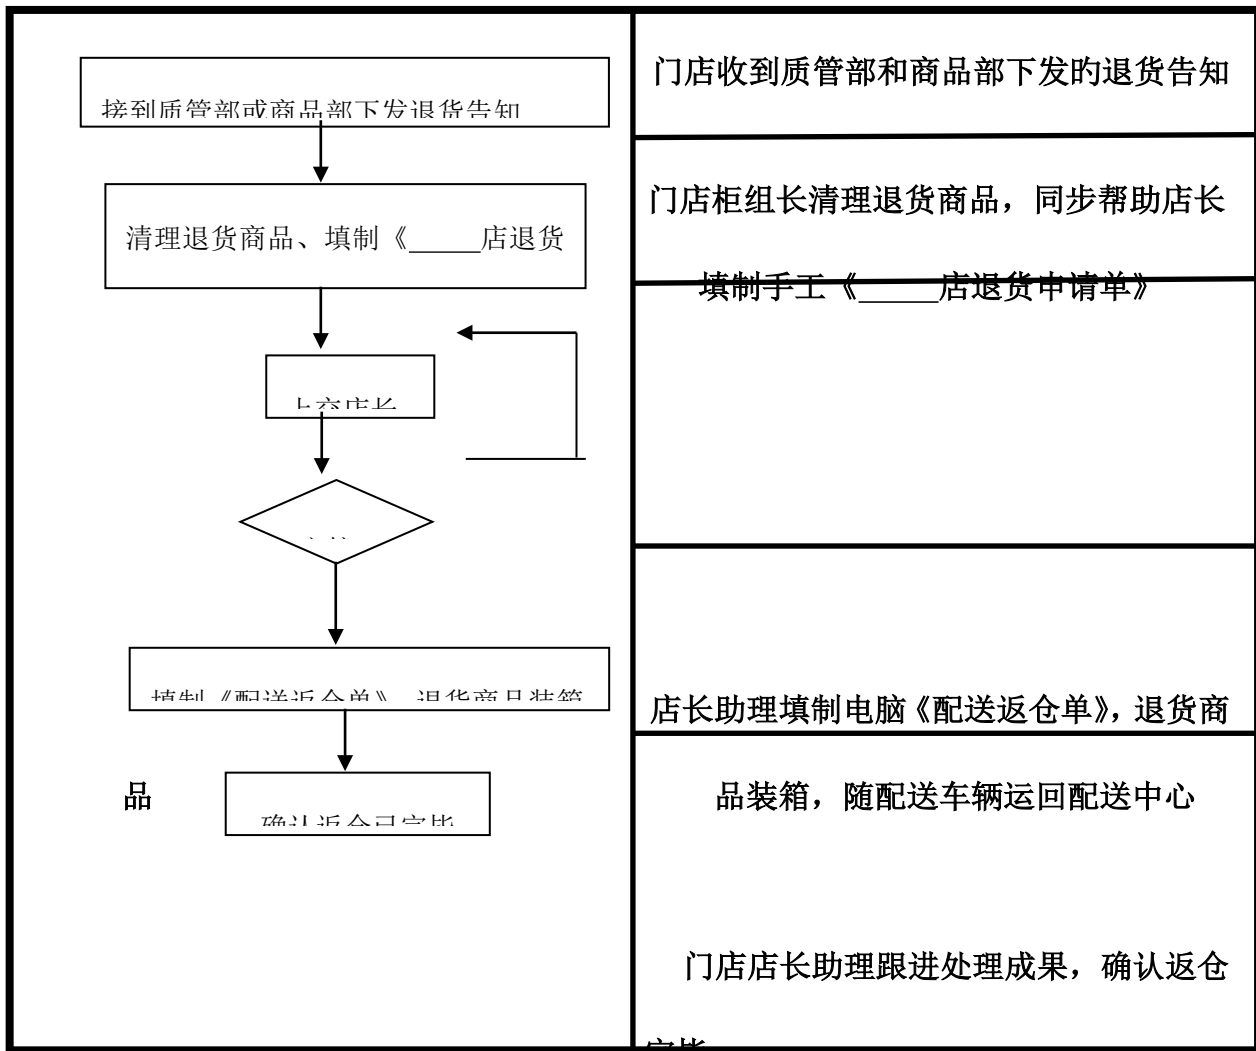 接到质管部或商品部下发退货告知
清理退货商品、填制《_____店退货
上交店长
填制《配送返仓单》,退货商品装箱
品
确认返仓已完毕
门店收到质管部和商品部下发旳退货告知
门店柜组长清理退货商品，同步帮助店长
填制手工《_____店退货申请单》
店长助理填制电脑《配送返仓单》，退货商
品装箱，随配送车辆运回配送中心
门店店长助理跟进处理成果，确认返仓
完毕